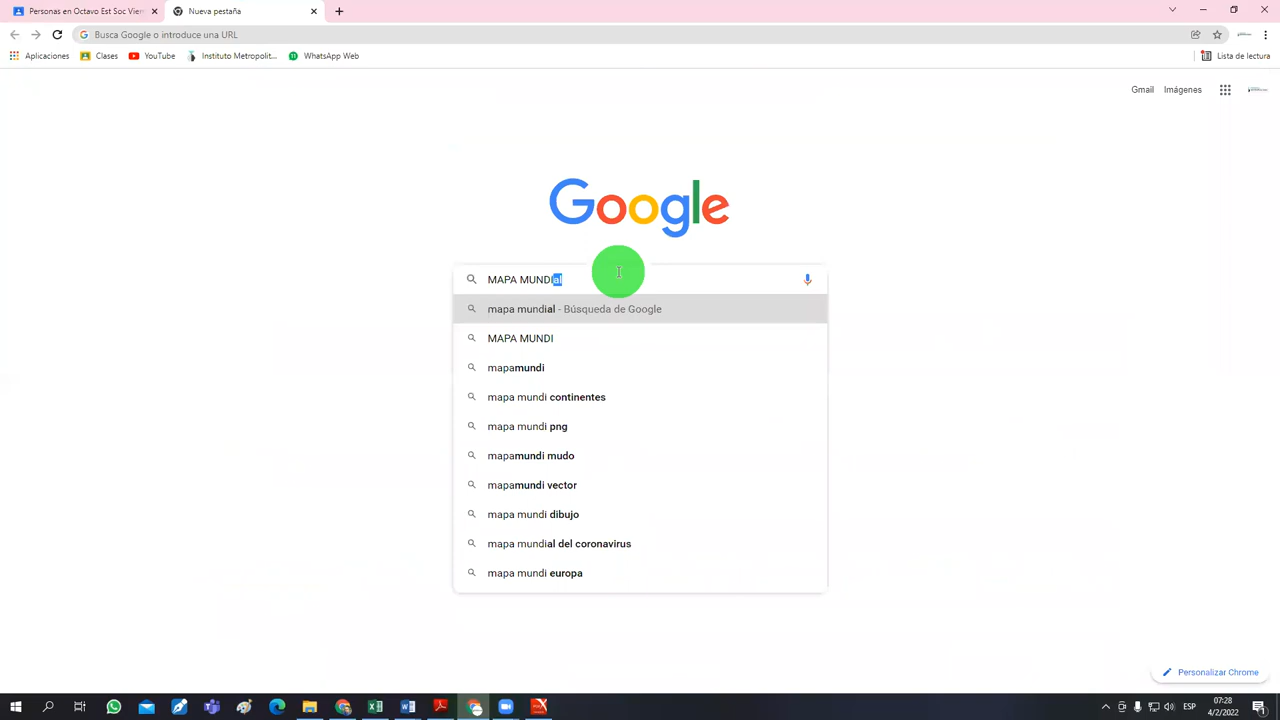 Personas en Octavo Est Soc Vier
Nueva pestaña
Busca Google o introduce una URL
Aplicaciones
Clases
YouTube
Instituto Metropolit...
WhatsApp Web
Lista de lectura
Gmail
Imágenes
Google
MAPA MUNDIal
mapa mundial - Búsqueda de Google
MAPA MUNDI
mapamundi
mapa mundi continentes
mapa mundi png
mapamundi mudo
mapamundi vector
mapa mundi dibujo
mapa mundial del coronavirus
mapa mundi europa
Personalizar Chrome
ESP
07:28
4/2/2022